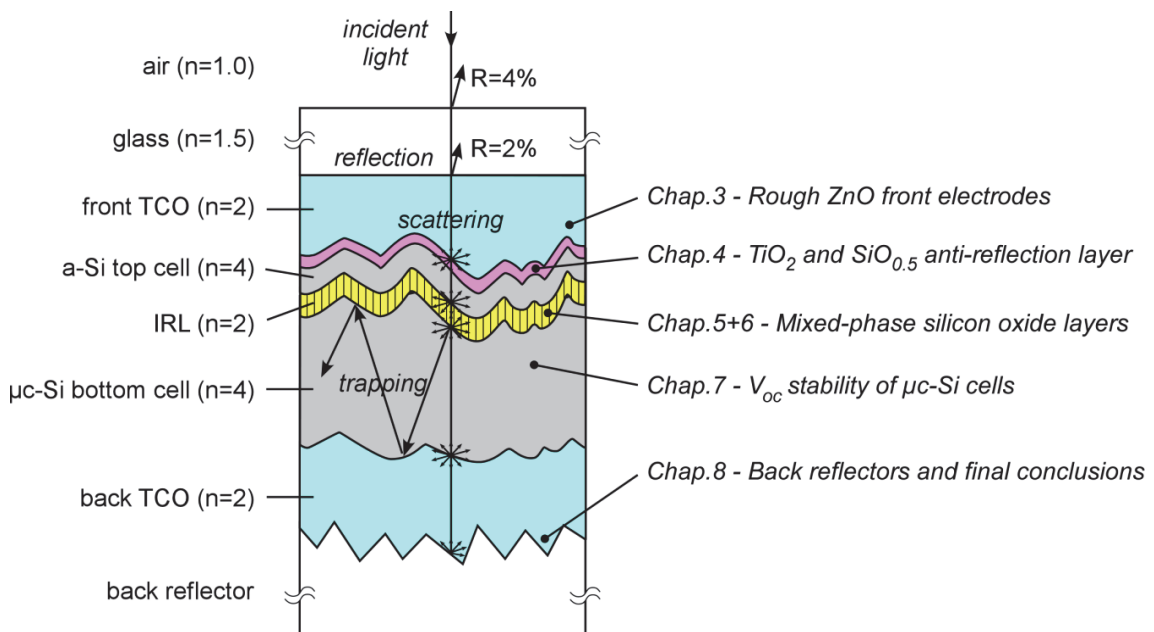 incident
light
air (n=1.0)
R=4%
glass (n=1.5)
reflection
R=2%
front TCO (n=2)
scattering
a-Si top cell (n=4)
IRL (n=2)
µc-Si bottom cell (n=4)
trapping
back TCO (n=2)
back reflector
Chap.3 - Rough ZnO front electrodes
Chap.4 - TiO₂ and SiO₀.₅ anti-reflection layer
Chap.5+6 - Mixed-phase silicon oxide layers
Chap.7 - Voc stability of µc-Si cells
Chap.8 - Back reflectors and final conclusions